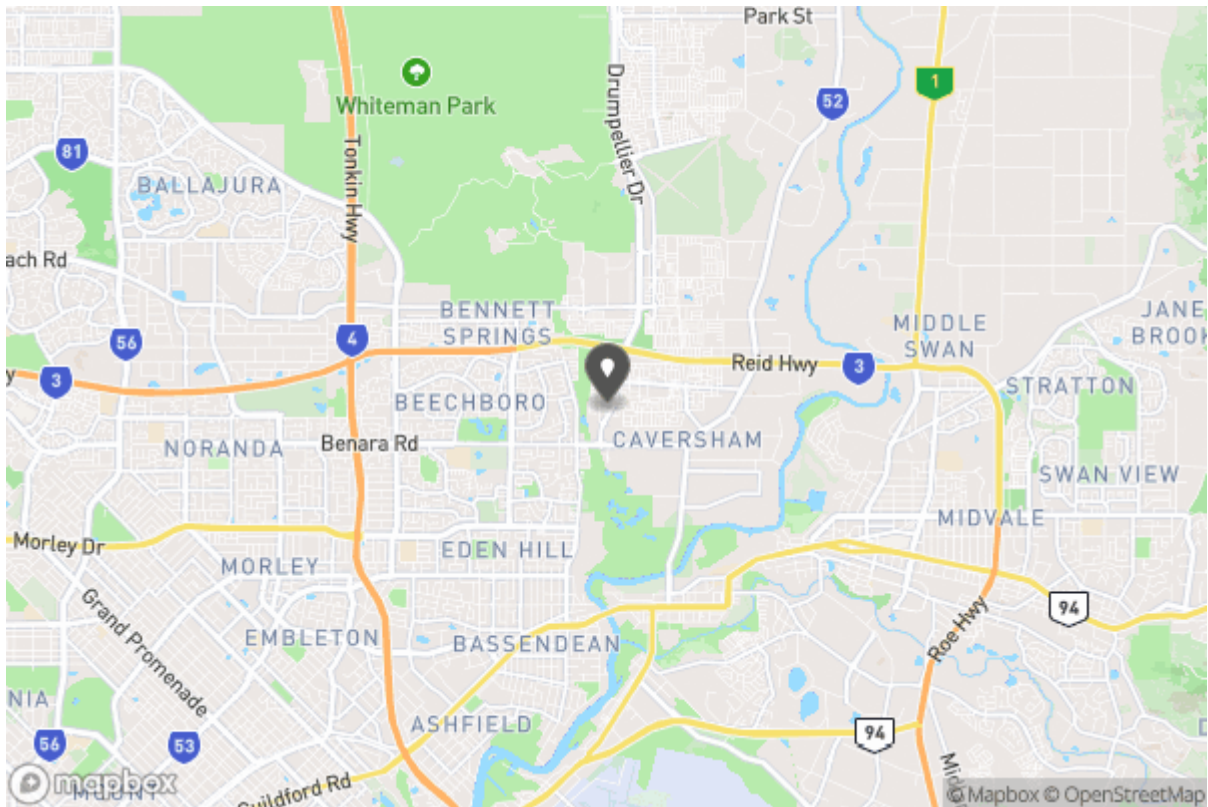 Park St
1
52
Whiteman Park
Drumpellier Dr
Tonkin Hwy
81
BALLAJURA
ach Rd
BENNETT
SPRINGS
MIDDLE
SWAN
JANE
BROOK
56
4
3
Reid Hwy
3
STRATTON
BEECHBORO
NORANDA
Benara Rd
CAVERSHAM
SWAN VIEW
MIDVALE
Morley Dr
EDEN HILL
MORLEY
Grand Promenade
EMBLETON
BASSENDEAN
94
Roe Hwy
NIA
ASHFIELD
56
53
94
mapbox
MOUNT
Guildford Rd
© Mapbox © OpenStreetMap